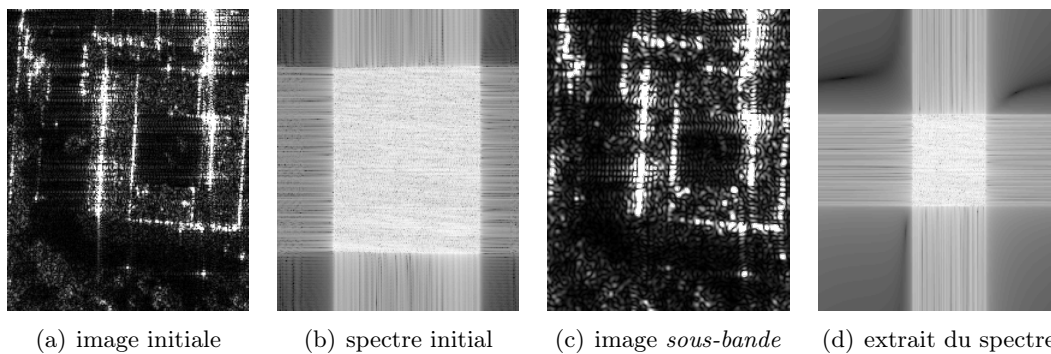 (a) image initiale
(b) spectre initial
(c) image sous-bande
(d) extrait du spectre